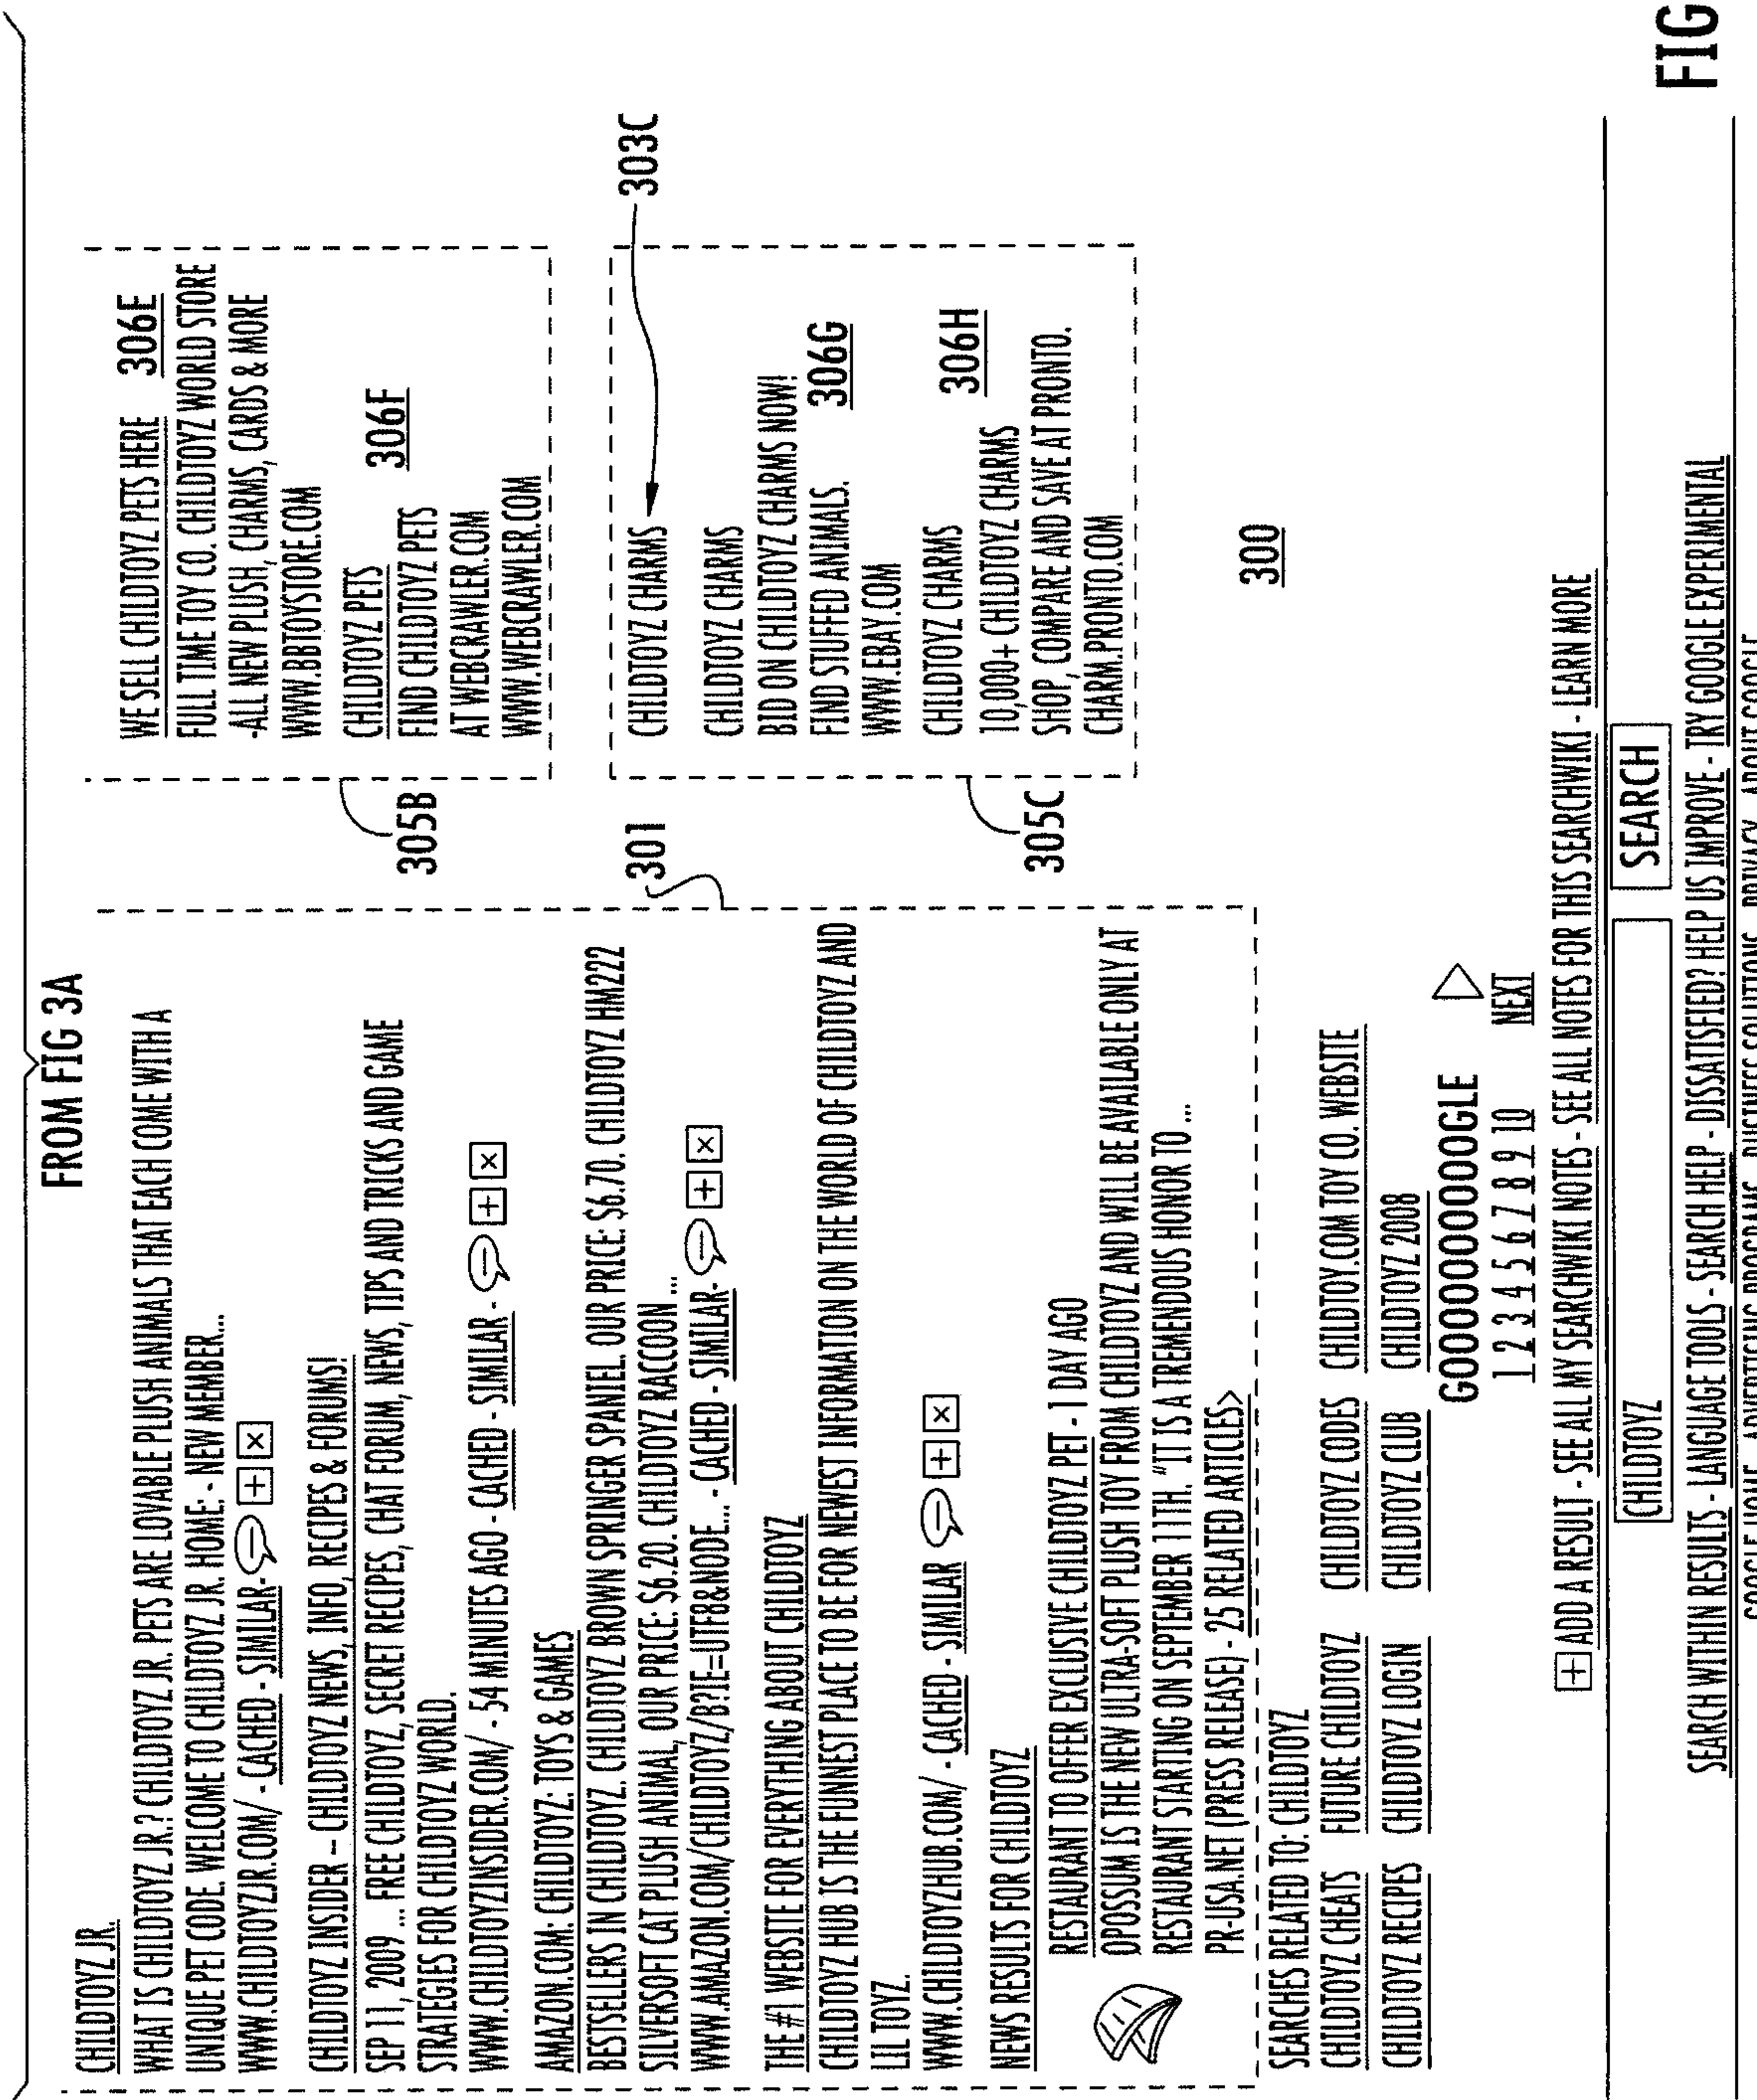 FROM FIG 3A
CHILDTOYZ JR.
WHAT IS CHILDTOYZ JR.? CHILDTOYZ JR. PETS ARE LOVABLE PLUSH ANIMALS THAT EACH COME WITH A
UNIQUE PET CODE. WELCOME TO CHILDTOYZ JR. HOME: - NEW MEMBER...
WWW.CHILDTOYZJR.COM/ - CACHED - SIMILAR-
CHILDTOYZ INSIDER – CHILDTOYZ NEWS, INFO, RECIPES & FORUMS!
SEP 11, 2009 ... FREE CHILDTOYZ, SECRET RECIPES, CHAT FORUM, NEWS, TIPS AND TRICKS AND GAME
STRATEGIES FOR CHILDTOYZ WORLD.
WWW.CHILDTOYZINSIDER.COM/ - 54 MINUTES AGO - CACHED - SIMILAR -
AMAZON.COM: CHILDTOYZ: TOYS & GAMES
BESTSELLERS IN CHILDTOYZ. CHILDTOYZ BROWN SPRINGER SPANIEL. OUR PRICE: $6.70. CHILDTOYZ HM222
SILVERSOFT CAT PLUSH ANIMAL, OUR PRICE: $6.20. CHILDTOYZ RACCOON ...
WWW.AMAZON.COM/CHILDTOYZ/B?IE=UTF8&NODE... - CACHED - SIMILAR-
THE #1 WEBSITE FOR EVERYTHING ABOUT CHILDTOYZ
CHILDTOYZ HUB IS THE FUNNEST PLACE TO BE FOR NEWEST INFORMATION ON THE WORLD OF CHILDTOYZ AND
LIL TOYZ.
WWW.CHILDTOYZHUB.COM/ - CACHED - SIMILAR
NEWS RESULTS FOR CHILDTOYZ
RESTAURANT TO OFFER EXCLUSIVE CHILDTOYZ PET - 1 DAY AGO
OPOSSUM IS THE NEW ULTRA-SOFT PLUSH TOY FROM CHILDTOYZ AND WILL BE AVAILABLE ONLY AT
RESTAURANT STARTING ON SEPTEMBER 11TH. "IT IS A TREMENDOUS HONOR TO ...
PR-USA.NET (PRESS RELEASE) - 25 RELATED ARTICLES>
301
WE SELL CHILDTOYZ PETS HERE
306E
FULL TIME TOY CO. CHILDTOYZ WORLD STORE
-ALL NEW PLUSH, CHARMS, CARDS & MORE
WWW.BBTOYSTORE.COM
CHILDTOYZ PETS
306F
FIND CHILDTOYZ PETS
AT WEBCRAWLER.COM
WWW.WEBCRAWLER.COM
305B
CHILDTOYZ CHARMS
303C
CHILDTOYZ CHARMS
BID ON CHILDTOYZ CHARMS NOW!
FIND STUFFED ANIMALS.
306G
WWW.EBAY.COM
CHILDTOYZ CHARMS
306H
10,000+ CHILDTOYZ CHARMS
SHOP, COMPARE AND SAVE AT PRONTO.
CHARM.PRONTO.COM
305C
300
SEARCHES RELATED TO: CHILDTOYZ
CHILDTOYZ CHEATS FUTURE CHILDTOYZ CHILDTOYZ CODES CHILDTOY.COM TOY CO. WEBSITE
CHILDTOYZ RECIPES CHILDTOYZ LOGIN CHILDTOYZ CLUB CHILDTOYZ 2008
GOOOOOOOOOOGLE
1 2 3 4 5 6 7 8 9 10 NEXT
+ ADD A RESULT - SEE ALL MY SEARCHWIKI NOTES - SEE ALL NOTES FOR THIS SEARCHWIKI - LEARN MORE
CHILDTOYZ SEARCH
SEARCH WITHIN RESULTS - LANGUAGE TOOLS - SEARCH HELP - DISSATISFIED? HELP US IMPROVE - TRY GOOGLE EXPERIMENTAL
GOOGLE HOME - ADVERTISING PROGRAMS - BUSINESS SOLUTIONS - PRIVACY - ABOUT GOOGLE
FIG